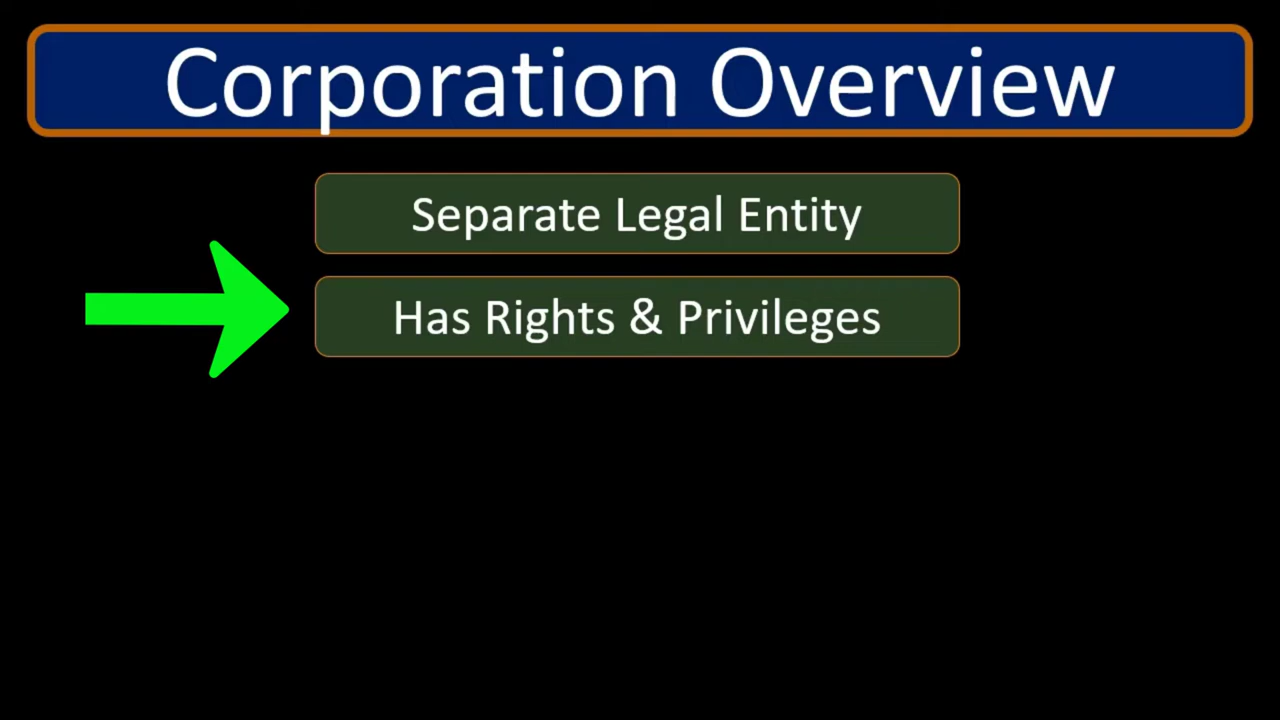 Corporation Overview
Separate Legal Entity
Has Rights & Privileges